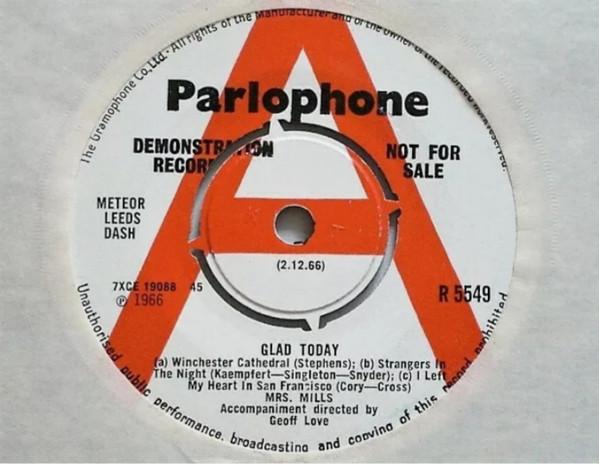 The Gramophone Co., Ltd. · All rights of the Manufacturer and of the owner of the recorded work reserved.
Parlophone
DEMONSTRATION
RECORD
NOT FOR
SALE
METEOR
LEEDS
DASH
(2.12.66)
7XCE 19088 45
Ⓟ 1966
R 5549
GLAD TODAY
(a) Winchester Cathedral (Stephens); (b) Strangers In
The Night (Kaempfert—Singleton—Snyder); (c) I Left
My Heart In San Francisco (Cory—Cross)
MRS. MILLS
Accompaniment directed by
Geoff Love
Unauthorised public performance, broadcasting and copying of this record prohibited
A